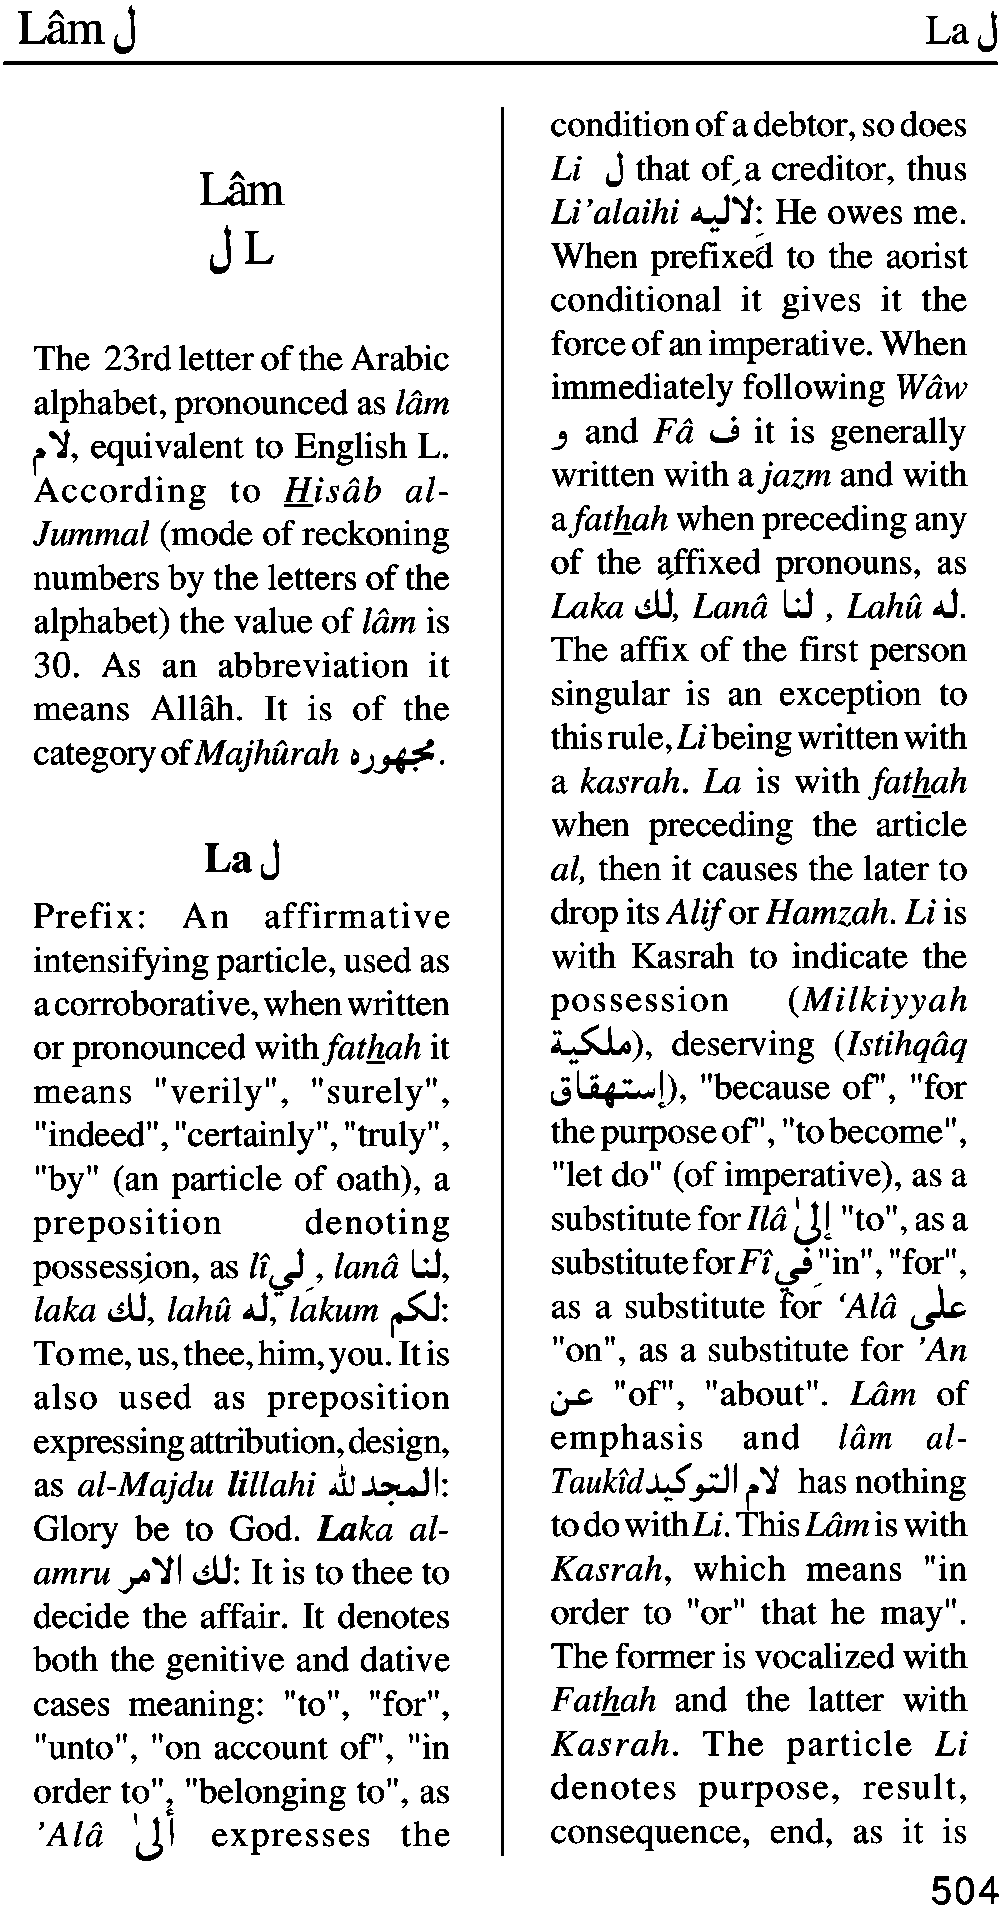 Lâm ل
La ل
Lâm
ل L
The 23rd letter of the Arabic
alphabet, pronounced as lâm
لام, equivalent to English L.
According to Hisâb al-
Jummal (mode of reckoning
numbers by the letters of the
alphabet) the value of lâm is
30. As an abbreviation it
means Allâh. It is of the
category of Majhûrah مجهوره.
La ل
Prefix: An affirmative
intensifying particle, used as
a corroborative, when written
or pronounced with fathah it
means "verily", "surely",
"indeed", "certainly", "truly",
"by" (an particle of oath), a
preposition denoting
possession, as lî لي, lanâ لنا,
laka لك, lahû له, lakum لكم:
To me, us, thee, him, you. It is
also used as preposition
expressing attribution, design,
as al-Majdu lillahi المجد لله:
Glory be to God. Laka al-
amru لك الامر: It is to thee to
decide the affair. It denotes
both the genitive and dative
cases meaning: "to", "for",
"unto", "on account of", "in
order to", "belonging to", as
’Alâ ألىٰ expresses the
condition of a debtor, so does
Li ل that of a creditor, thus
Li’alaihi لاليه: He owes me.
When prefixed to the aorist
conditional it gives it the
force of an imperative. When
immediately following Wâw
و and Fâ ف it is generally
written with a jazm and with
a fathah when preceding any
of the affixed pronouns, as
Laka لك, Lanâ لنا , Lahû له.
The affix of the first person
singular is an exception to
this rule, Li being written with
a kasrah. La is with fathah
when preceding the article
al, then it causes the later to
drop its Alif or Hamzah. Li is
with Kasrah to indicate the
possession (Milkiyyah
ملكية), deserving (Istihqâq
إستهقاق), "because of", "for
the purpose of", "to become",
"let do" (of imperative), as a
substitute for Ilâ إلىٰ "to", as a
substitute for Fî في "in", "for",
as a substitute for ‘Alâ على
"on", as a substitute for ’An
عن "of", "about". Lâm of
emphasis and lâm al-
Taukîd لام التوكيد has nothing
to do with Li. This Lâm is with
Kasrah, which means "in
order to "or" that he may".
The former is vocalized with
Fathah and the latter with
Kasrah. The particle Li
denotes purpose, result,
consequence, end, as it is
504